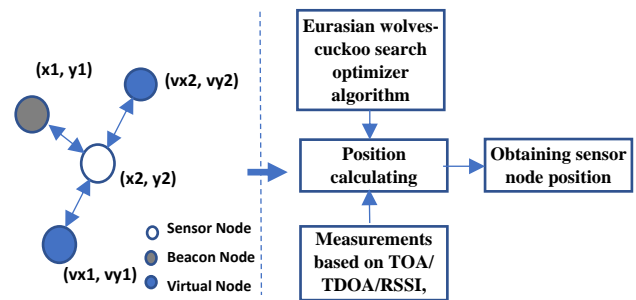 (x1, y1)
(vx2, vy2)
(x2, y2)
(vx1, vy1)
Sensor Node
Beacon Node
Virtual Node
Eurasian wolves-
cuckoo search
optimizer
algorithm
Position
calculating
Obtaining sensor
node position
Measurements
based on TOA/
TDOA/RSSI,